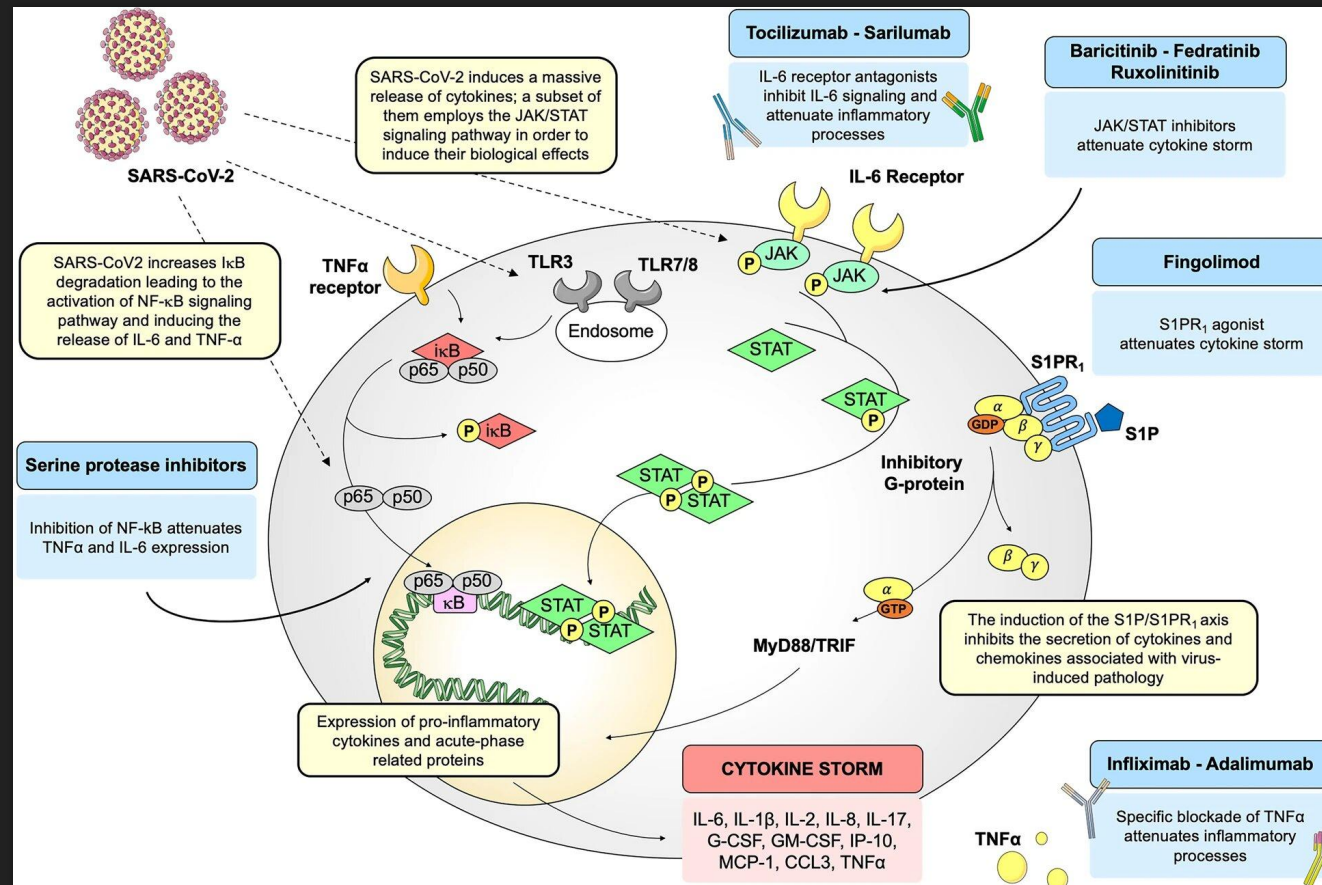 SARS-CoV-2
SARS-CoV-2 induces a massive
release of cytokines; a subset of
them employs the JAK/STAT
signaling pathway in order to
induce their biological effects
Tocilizumab - Sarilumab
IL-6 receptor antagonists
inhibit IL-6 signaling and
attenuate inflammatory
processes
Baricitinib - Fedratinib
Ruxolinitinib
JAK/STAT inhibitors
attenuate cytokine storm
IL-6 Receptor
JAK
P
JAK
P
SARS-CoV2 increases IκB
degradation leading to the
activation of NF-κB signaling
pathway and inducing the
release of IL-6 and TNF-α
TNFα
receptor
TLR3
TLR7/8
Endosome
iκB
p65
p50
P
iκB
p65
p50
STAT
STAT
P
STAT
P
P
STAT
Fingolimod
S1PR₁ agonist
attenuates cytokine storm
S1PR₁
S1P
α
GDP
β
γ
Inhibitory
G-protein
β
γ
α
GTP
MyD88/TRIF
Serine protease inhibitors
Inhibition of NF-kB attenuates
TNFα and IL-6 expression
p65
p50
κB
STAT
P
P
STAT
The induction of the S1P/S1PR₁ axis
inhibits the secretion of cytokines and
chemokines associated with virus-
induced pathology
Expression of pro-inflammatory
cytokines and acute-phase
related proteins
CYTOKINE STORM
IL-6, IL-1β, IL-2, IL-8, IL-17,
G-CSF, GM-CSF, IP-10,
MCP-1, CCL3, TNFα
TNFα
Infliximab - Adalimumab
Specific blockade of TNFα
attenuates inflammatory
processes